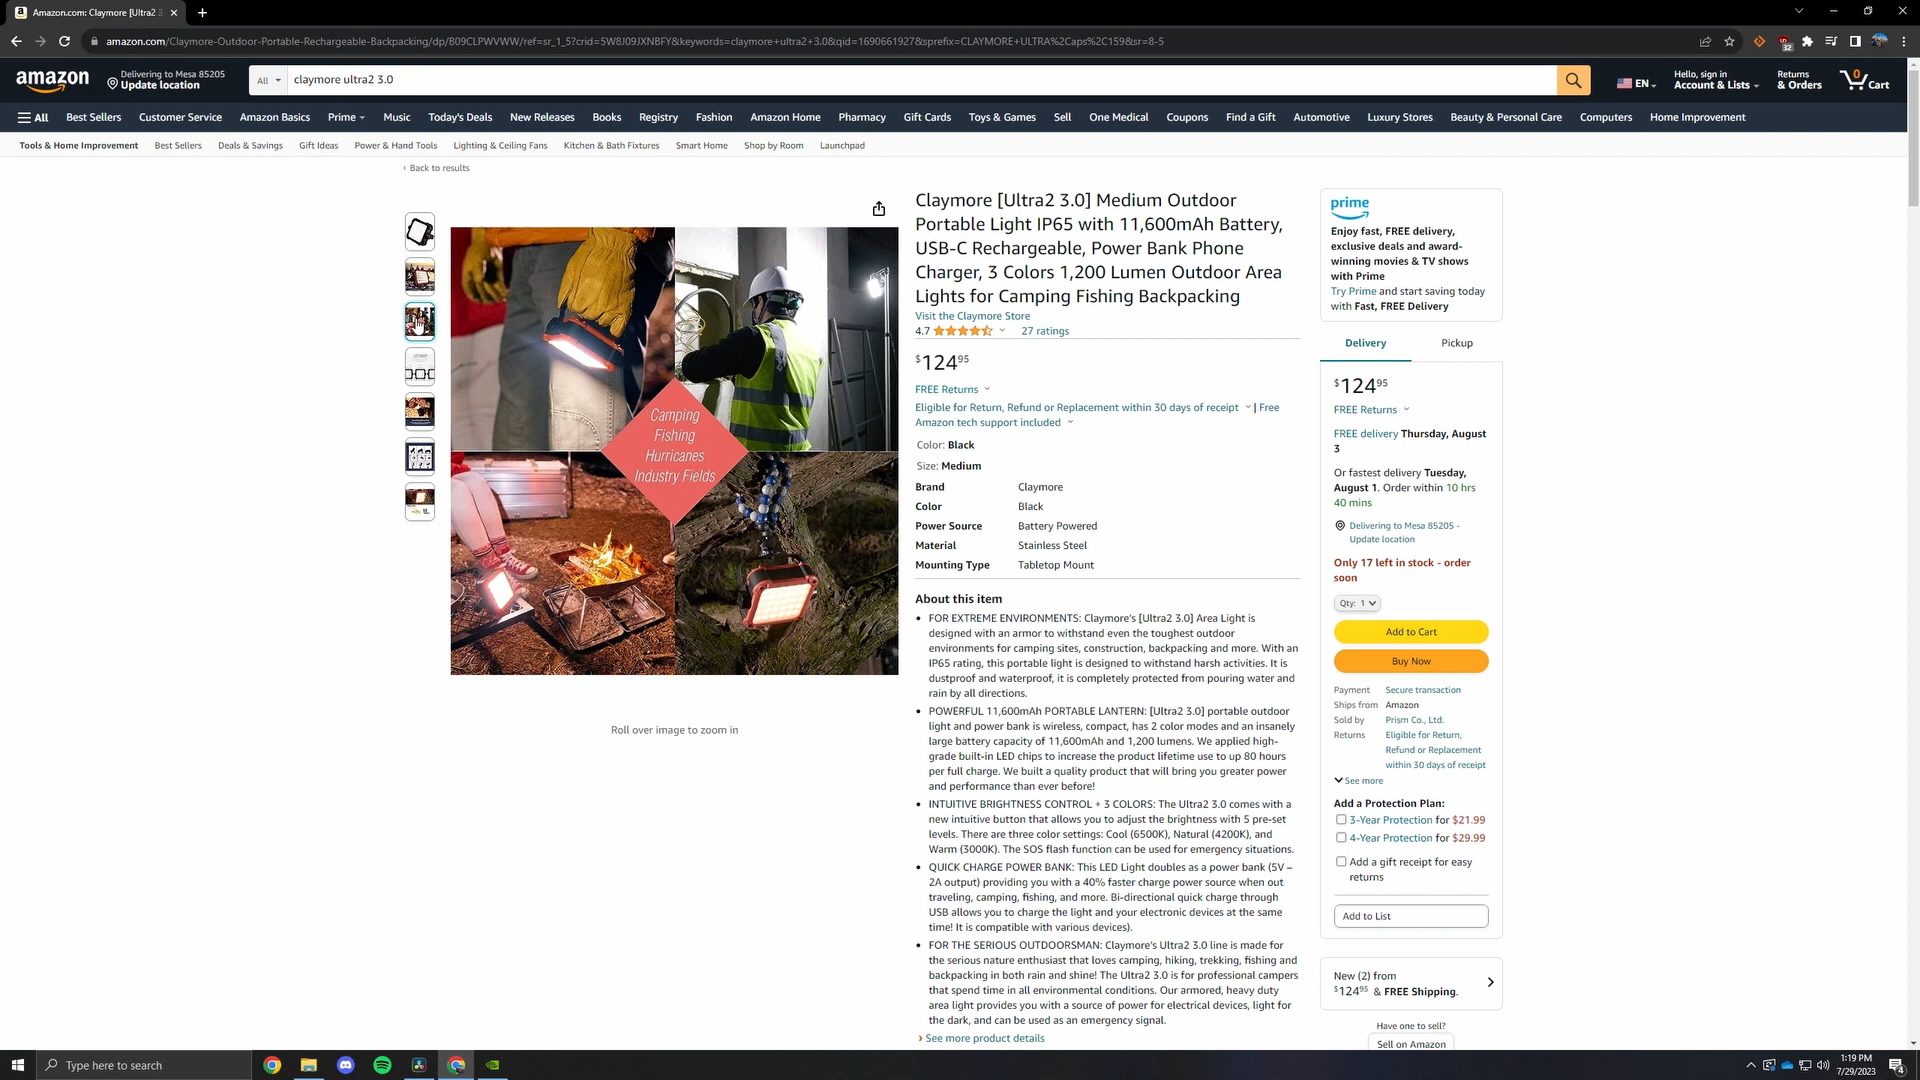 Amazon.com: Claymore [Ultra2 3
amazon.com/Claymore-Outdoor-Portable-Rechargeable-Backpacking/dp/B09CLPWVWW/ref=sr_1_5?crid=5W8J09JXNBFY&keywords=claymore+ultra2+3.0&qid=1690661927&sprefix=CLAYMORE+ULTRA%2Caps%2C159&sr=8-5
32
amazon
Delivering to Mesa 85205
Update location
All
claymore ultra2 3.0
EN
Hello, sign in
Account & Lists
Returns
& Orders
0
Cart
All
Best Sellers
Customer Service
Amazon Basics
Prime
Music
Today's Deals
New Releases
Books
Registry
Fashion
Amazon Home
Pharmacy
Gift Cards
Toys & Games
Sell
One Medical
Coupons
Find a Gift
Automotive
Luxury Stores
Beauty & Personal Care
Computers
Home Improvement
Tools & Home Improvement
Best Sellers
Deals & Savings
Gift Ideas
Power & Hand Tools
Lighting & Ceiling Fans
Kitchen & Bath Fixtures
Smart Home
Shop by Room
Launchpad
‹ Back to results
Camping
Fishing
Hurricanes
Industry Fields
Roll over image to zoom in
Claymore [Ultra2 3.0] Medium Outdoor
Portable Light IP65 with 11,600mAh Battery,
USB-C Rechargeable, Power Bank Phone
Charger, 3 Colors 1,200 Lumen Outdoor Area
Lights for Camping Fishing Backpacking
Visit the Claymore Store
4.7
27 ratings
$12495
FREE Returns
Eligible for Return, Refund or Replacement within 30 days of receipt | Free
Amazon tech support included
Color: Black
Size: Medium
Brand Claymore
Color Black
Power Source Battery Powered
Material Stainless Steel
Mounting Type Tabletop Mount
About this item
• FOR EXTREME ENVIRONMENTS: Claymore's [Ultra2 3.0] Area Light is
designed with an armor to withstand even the toughest outdoor
environments for camping sites, construction, backpacking and more. With an
IP65 rating, this portable light is designed to withstand harsh activities. It is
dustproof and waterproof, it is completely protected from pouring water and
rain by all directions.
• POWERFUL 11,600mAh PORTABLE LANTERN: [Ultra2 3.0] portable outdoor
light and power bank is wireless, compact, has 2 color modes and an insanely
large battery capacity of 11,600mAh and 1,200 lumens. We applied high-
grade built-in LED chips to increase the product lifetime use to up 80 hours
per full charge. We built a quality product that will bring you greater power
and performance than ever before!
• INTUITIVE BRIGHTNESS CONTROL + 3 COLORS: The Ultra2 3.0 comes with a
new intuitive button that allows you to adjust the brightness with 5 pre-set
levels. There are three color settings: Cool (6500K), Natural (4200K), and
Warm (3000K). The SOS flash function can be used for emergency situations.
• QUICK CHARGE POWER BANK: This LED Light doubles as a power bank (5V –
2A output) providing you with a 40% faster charge power source when out
traveling, camping, fishing, and more. Bi-directional quick charge through
USB allows you to charge the light and your electronic devices at the same
time! It is compatible with various devices).
• FOR THE SERIOUS OUTDOORSMAN: Claymore's Ultra2 3.0 line is made for
the serious nature enthusiast that loves camping, hiking, trekking, fishing and
backpacking in both rain and shine! The Ultra2 3.0 is for professional campers
that spend time in all environmental conditions. Our armored, heavy duty
area light provides you with a source of power for electrical devices, light for
the dark, and can be used as an emergency signal.
› See more product details
prime
Enjoy fast, FREE delivery,
exclusive deals and award-
winning movies & TV shows
with Prime
Try Prime and start saving today
with Fast, FREE Delivery
Delivery
Pickup
$12495
FREE Returns
FREE delivery Thursday, August
3
Or fastest delivery Tuesday,
August 1. Order within 10 hrs
40 mins
Delivering to Mesa 85205 -
Update location
Only 17 left in stock - order
soon
Qty: 1
Add to Cart
Buy Now
Payment Secure transaction
Ships from Amazon
Sold by Prism Co., Ltd.
Returns Eligible for Return,
Refund or Replacement
within 30 days of receipt
See more
Add a Protection Plan:
3-Year Protection for $21.99
4-Year Protection for $29.99
Add a gift receipt for easy
returns
Add to List
New (2) from
$12495 & FREE Shipping.
Have one to sell?
Sell on Amazon
Type here to search
1:19 PM
7/29/2023
4